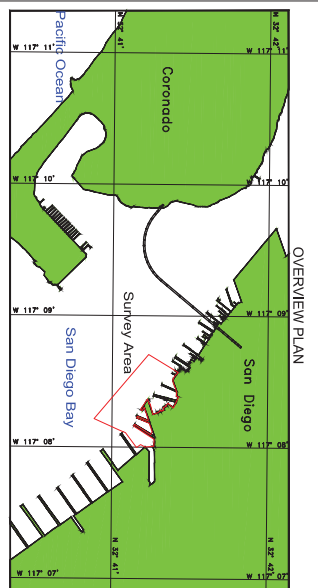 OVERVIEW PLAN
N 32° 41'
N 32° 42'
W 117° 11'
W 117° 11'
Pacific Ocean
Coronado
W 117° 10'
W 117° 10'
W 117° 09'
W 117° 09'
Survey Area
San Diego
San Diego Bay
W 117° 08'
W 117° 08'
N 32° 41'
N 32° 42'
W 117° 07'
W 117° 07'